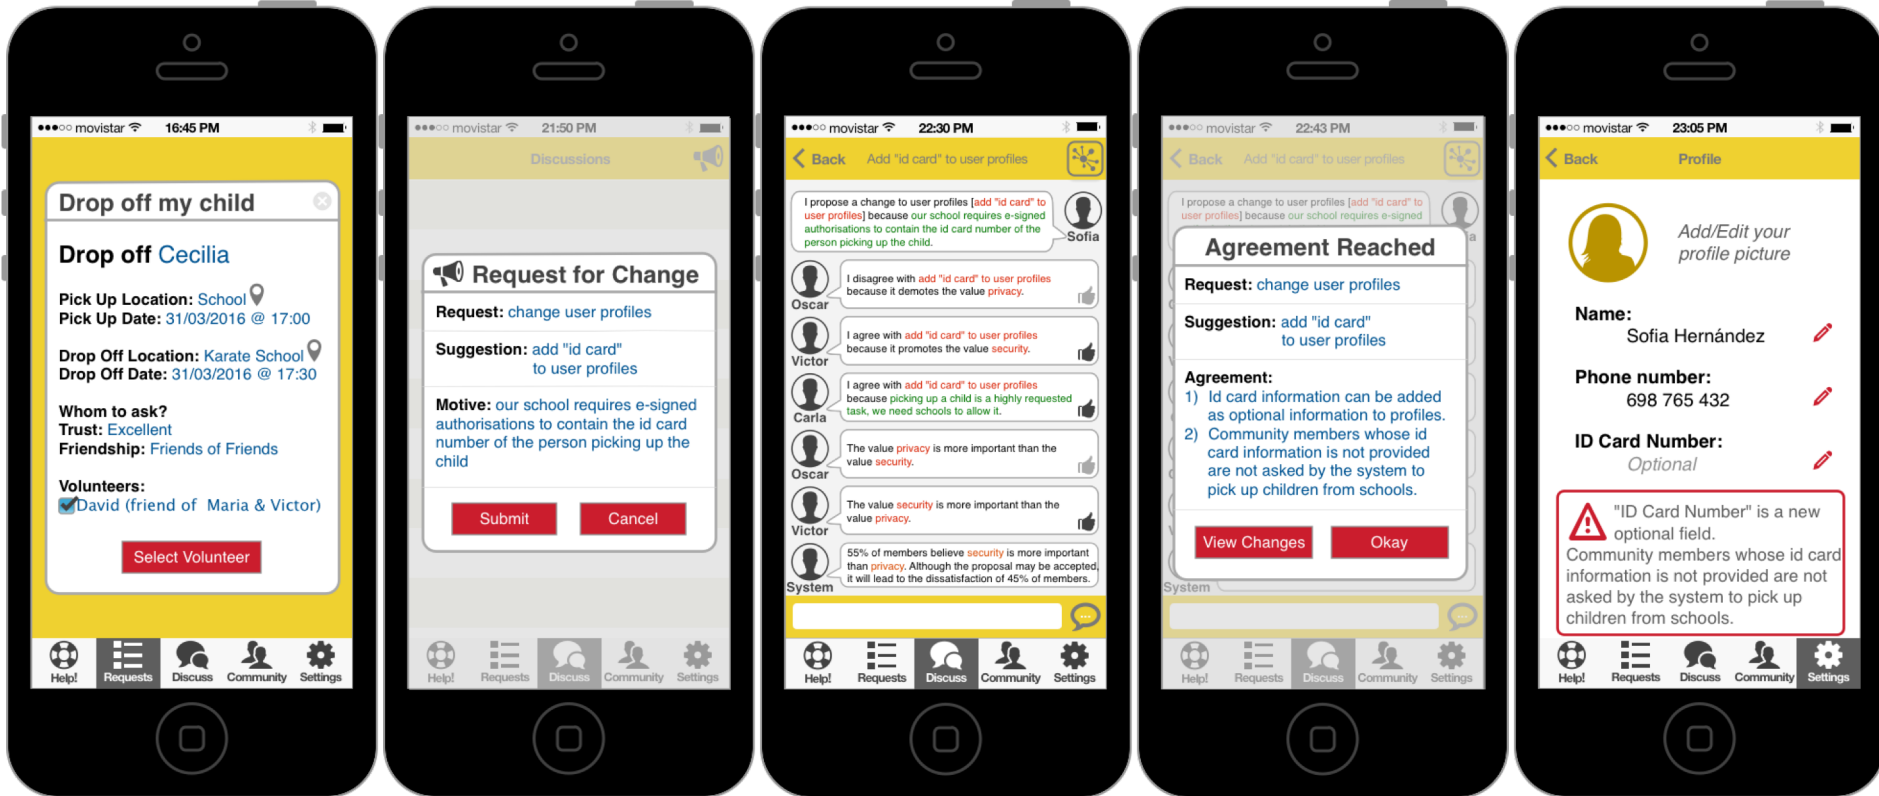 movistar 16:45 PM
Drop off my child
Drop off Cecilia
Pick Up Location: School
Pick Up Date: 31/03/2016 @ 17:00
Drop Off Location: Karate School
Drop Off Date: 31/03/2016 @ 17:30
Whom to ask?
Trust: Excellent
Friendship: Friends of Friends
Volunteers:
David (friend of Maria & Victor)
Select Volunteer
Help! Requests Discuss Community Settings
movistar 21:50 PM
Discussions
Request for Change
Request: change user profiles
Suggestion: add "id card"
to user profiles
Motive: our school requires e-signed
authorisations to contain the id card
number of the person picking up the
child
Submit Cancel
Help! Requests Discuss Community Settings
movistar 22:30 PM
Back Add "id card" to user profiles
I propose a change to user profiles [add "id card" to
user profiles] because our school requires e-signed
authorisations to contain the id card number of the
person picking up the child.
Sofia
I disagree with add "id card" to user profiles
because it demotes the value privacy.
Oscar
I agree with add "id card" to user profiles
because it promotes the value security.
Victor
I agree with add "id card" to user profiles
because picking up a child is a highly requested
task, we need schools to allow it.
Carla
The value privacy is more important than the
value security.
Oscar
The value security is more important than the
value privacy.
Victor
55% of members believe security is more important
than privacy. Although the proposal may be accepted,
it will lead to the dissatisfaction of 45% of members.
System
Help! Requests Discuss Community Settings
movistar 22:43 PM
Back Add "id card" to user profiles
I propose a change to user profiles [add "id card" to
user profiles] because our school requires e-signed
Agreement Reached
Request: change user profiles
Suggestion: add "id card"
to user profiles
Agreement:
1) Id card information can be added
as optional information to profiles.
2) Community members whose id
card information is not provided
are not asked by the system to
pick up children from schools.
View Changes Okay
System
Help! Requests Discuss Community Settings
movistar 23:05 PM
Back Profile
Add/Edit your
profile picture
Name:
Sofia Hernández
Phone number:
698 765 432
ID Card Number:
Optional
"ID Card Number" is a new
optional field.
Community members whose id card
information is not provided are not
asked by the system to pick up
children from schools.
Help! Requests Discuss Community Settings